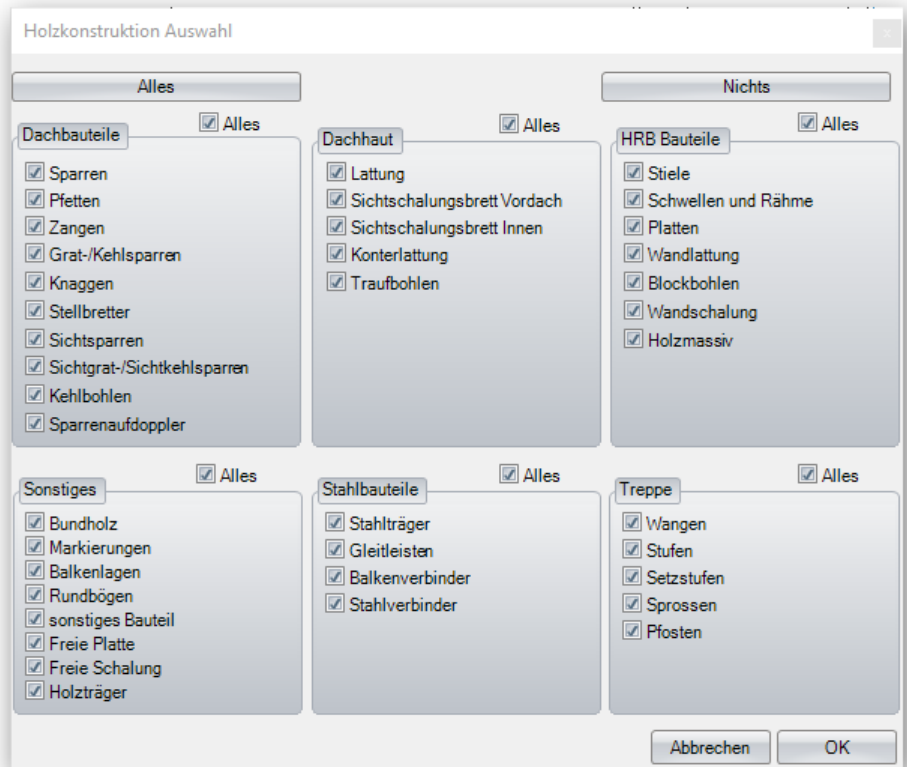 Holzkonstruktion Auswahl
x
Alles
Nichts
Alles
Dachbauteile
Sparren
Pfetten
Zangen
Grat-/Kehlsparren
Knaggen
Stellbretter
Sichtsparren
Sichtgrat-/Sichtkehlsparren
Kehlbohlen
Sparrenaufdoppler
Alles
Dachhaut
Lattung
Sichtschalungsbrett Vordach
Sichtschalungsbrett Innen
Konterlattung
Traufbohlen
Alles
HRB Bauteile
Stiele
Schwellen und Rähme
Platten
Wandlattung
Blockbohlen
Wandschalung
Holzmassiv
Alles
Sonstiges
Bundholz
Markierungen
Balkenlagen
Rundbögen
sonstiges Bauteil
Freie Platte
Freie Schalung
Holzträger
Alles
Stahlbauteile
Stahlträger
Gleitleisten
Balkenverbinder
Stahlverbinder
Alles
Treppe
Wangen
Stufen
Setzstufen
Sprossen
Pfosten
Abbrechen
OK